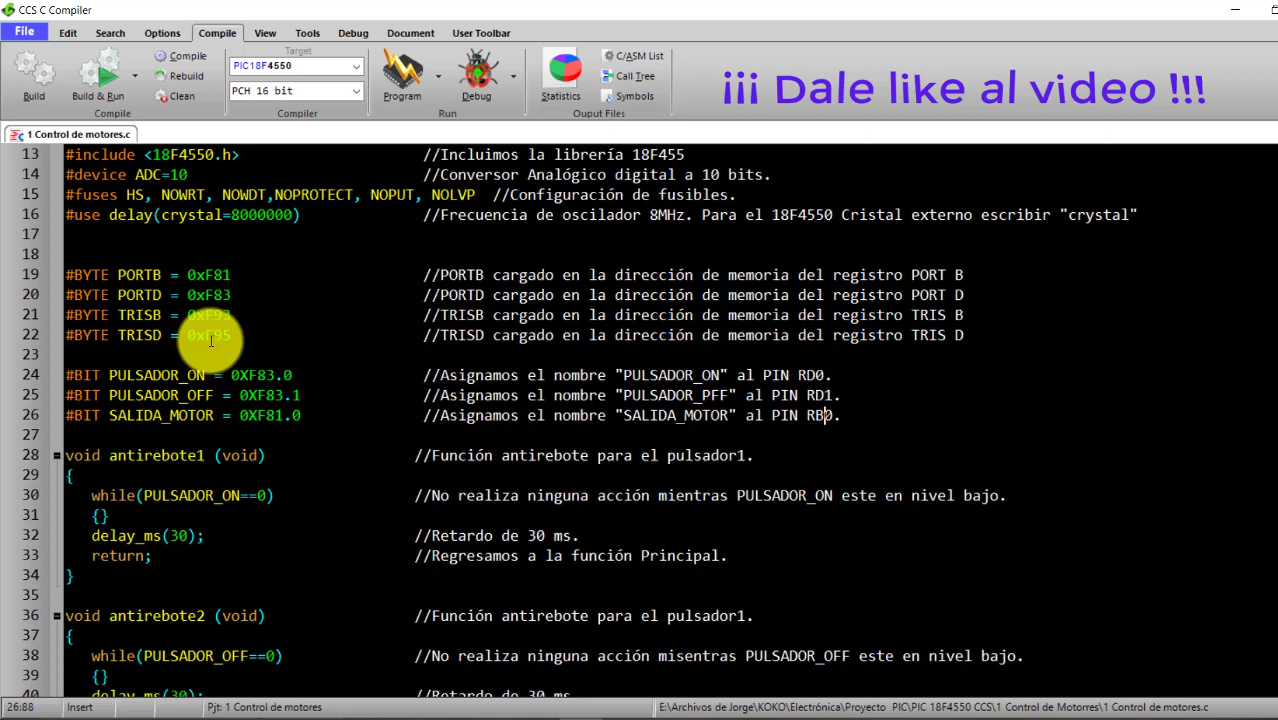 CCS C Compiler
File Edit Search Options Compile View Tools Debug Document User Toolbar
Target
PIC18F4550
PCH 16 bit
Compile
Rebuild
Clean
Build
Build & Run
Program
Debug
Statistics
C/ASM List
Call Tree
Symbols
Compile
Compiler
Run
Ouput Files
¡¡¡ Dale like al video !!!
1 Control de motores.c
13 #include <18F4550.h> //Incluimos la librería 18F455
14 #device ADC=10 //Conversor Analógico digital a 10 bits.
15 #fuses HS, NOWRT, NOWDT,NOPROTECT, NOPUT, NOLVP //Configuración de fusibles.
16 #use delay(crystal=8000000) //Frecuencia de oscilador 8MHz. Para el 18F4550 Cristal externo escribir "crystal"
17
18
19 #BYTE PORTB = 0xF81 //PORTB cargado en la dirección de memoria del registro PORT B
20 #BYTE PORTD = 0xF83 //PORTD cargado en la dirección de memoria del registro PORT D
21 #BYTE TRISB = 0xF93 //TRISB cargado en la dirección de memoria del registro TRIS B
22 #BYTE TRISD = 0xF95 //TRISD cargado en la dirección de memoria del registro TRIS D
23
24 #BIT PULSADOR_ON = 0XF83.0 //Asignamos el nombre "PULSADOR_ON" al PIN RD0.
25 #BIT PULSADOR_OFF = 0XF83.1 //Asignamos el nombre "PULSADOR_PFF" al PIN RD1.
26 #BIT SALIDA_MOTOR = 0XF81.0 //Asignamos el nombre "SALIDA_MOTOR" al PIN RB0.
27
28 void antirebote1 (void) //Función antirebote para el pulsador1.
29 {
30 while(PULSADOR_ON==0) //No realiza ninguna acción mientras PULSADOR_ON este en nivel bajo.
31 {}
32 delay_ms(30); //Retardo de 30 ms.
33 return; //Regresamos a la función Principal.
34 }
35
36 void antirebote2 (void) //Función antirebote para el pulsador1.
37 {
38 while(PULSADOR_OFF==0) //No realiza ninguna acción misentras PULSADOR_OFF este en nivel bajo.
39 {}
40 delay_ms(30); //Retardo de 30 ms.
26:88 Insert Pjt: 1 Control de motores E:\Archivos de Jorge\KOKO\Electrónica\Proyecto PIC\PIC 18F4550 CCS\1 Control de Motorres\1 Control de motores.c